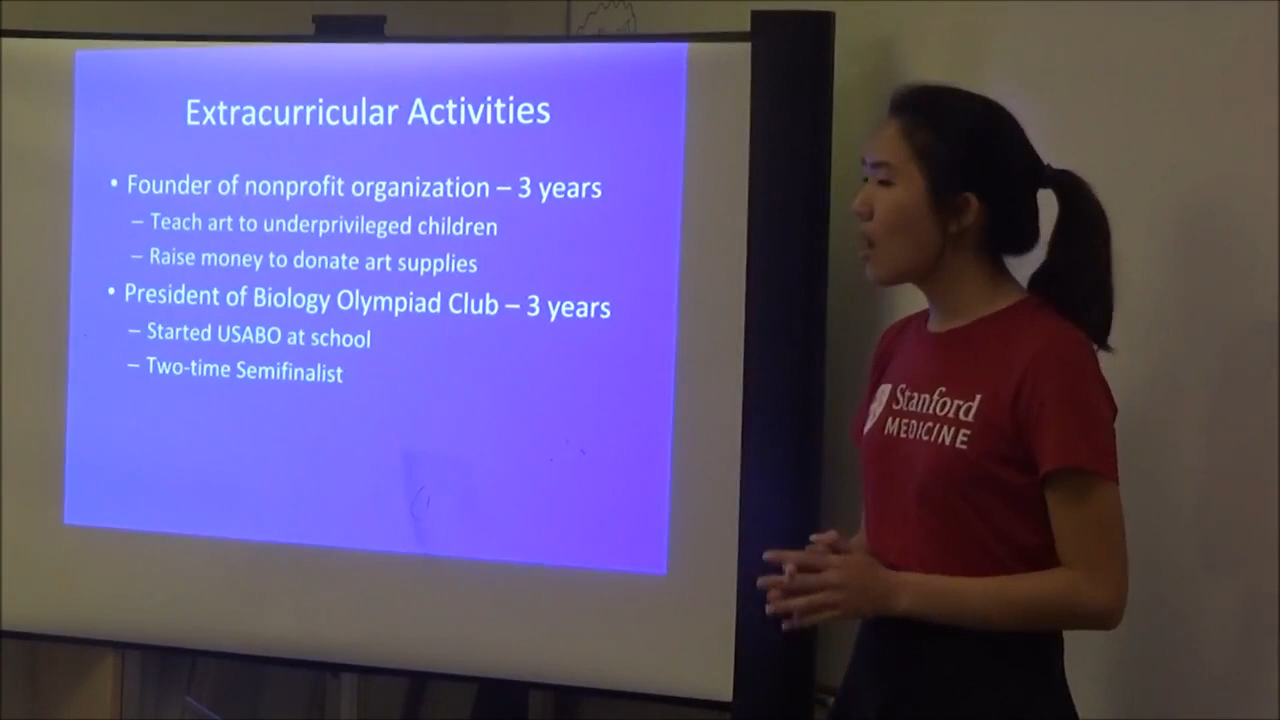 Extracurricular Activities
• Founder of nonprofit organization – 3 years
– Teach art to underprivileged children
– Raise money to donate art supplies
• President of Biology Olympiad Club – 3 years
– Started USABO at school
– Two-time Semifinalist
Stanford
MEDICINE